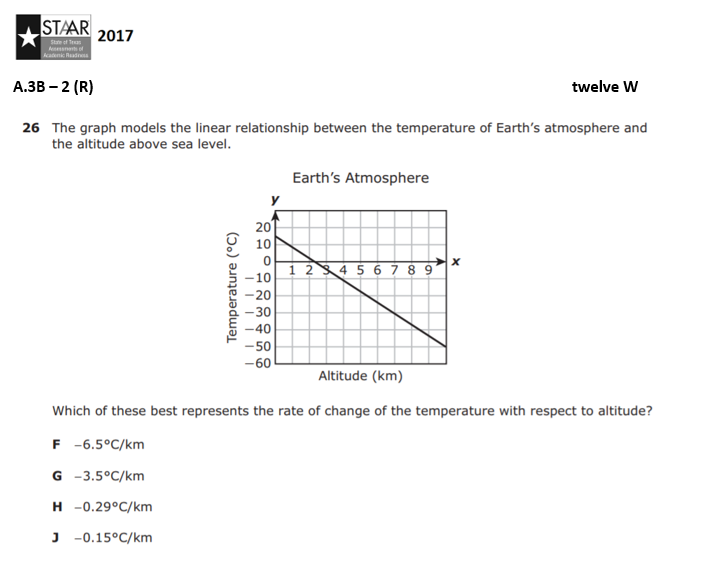 STAAR
State of Texas
Assessments of
Academic Readiness
2017
A.3B – 2 (R)
twelve W
26 The graph models the linear relationship between the temperature of Earth's atmosphere and
the altitude above sea level.
Earth's Atmosphere
y
20
10
0
−10
−20
−30
−40
−50
−60
1 2 3 4 5 6 7 8 9
x
Temperature (°C)
Altitude (km)
Which of these best represents the rate of change of the temperature with respect to altitude?
F −6.5°C/km
G −3.5°C/km
H −0.29°C/km
J −0.15°C/km